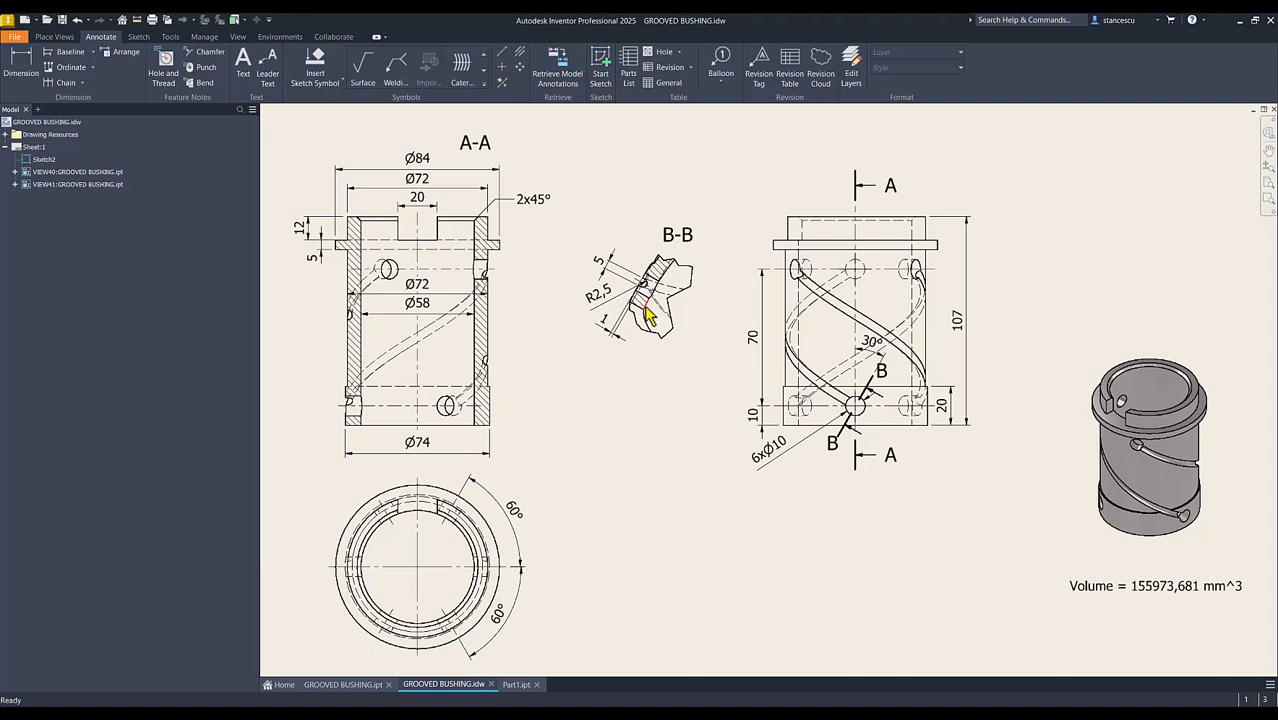 Autodesk Inventor Professional 2025 GROOVED BUSHING.idw
Search Help & Commands...
stancescu
File Place Views Annotate Sketch Tools Manage View Environments Collaborate
Dimension
Baseline
Arrange
Ordinate
Chain
Dimension
Hole and Thread
Chamfer
Punch
Bend
Feature Notes
Text
Leader Text
Text
Insert Sketch Symbol
Surface
Weldi...
Impor...
Cater...
Symbols
Retrieve Model Annotations
Retrieve
Start Sketch
Sketch
Parts List
Hole
Revision
General
Table
Balloon
Revision Tag
Revision Table
Revision Cloud
Revision
Edit Layers
Layer
Style
Format
Model
GROOVED BUSHING.idw
Drawing Resources
Sheet:1
Sketch2
VIEW40:GROOVED BUSHING.ipt
VIEW41:GROOVED BUSHING.ipt
A-A
Ø84
Ø72
20
2x45°
12
5
Ø72
Ø58
Ø74
60°
60°
B-B
5
R2,5
1
A
70
30°
B
107
10
20
B
6xØ10
A
Volume = 155973,681 mm^3
Home GROOVED BUSHING.ipt GROOVED BUSHING.idw Part1.ipt
Ready
1 3